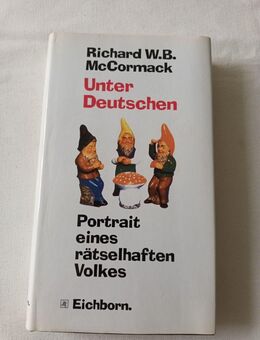 Richard W.B.
McCormack
Unter
Deutschen
Portrait
eines
rätselhaften
Volkes
Eichborn.